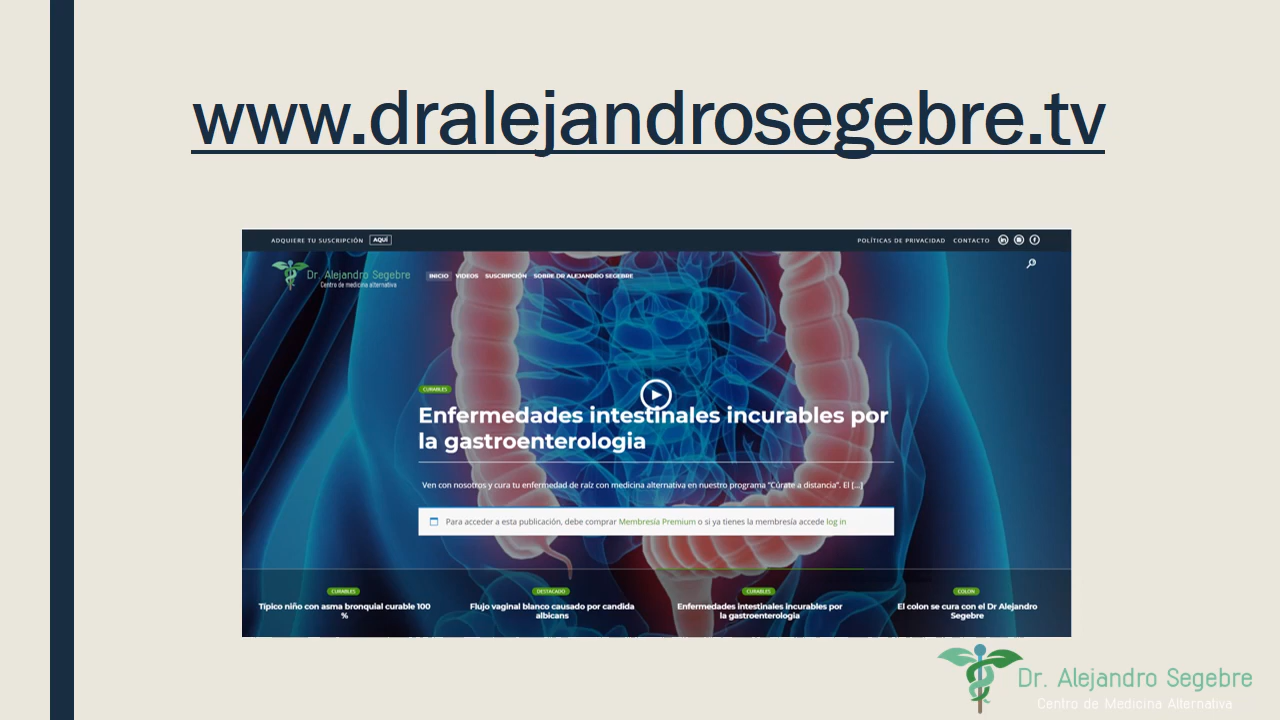 www.dralejandrosegebre.tv
ADQUIERE TU SUSCRIPCIÓN AQUÍ
POLÍTICAS DE PRIVACIDAD CONTACTO
Dr. Alejandro Segebre
Centro de medicina alternativa
INICIO VIDEOS SUSCRIPCIÓN SOBRE DR ALEJANDRO SEGEBRE
CURABLES
Enfermedades intestinales incurables por
la gastroenterologia
Ven con nosotros y cura tu enfermedad de raíz con medicina alternativa en nuestro programa “Cúrate a distancia”. El [...]
Para acceder a esta publicación, debe comprar Membresía Premium o si ya tienes la membresía accede log in
CURABLES
Típico niño con asma bronquial curable 100
%
DESTACADO
Flujo vaginal blanco causado por candida
albicans
CURABLES
Enfermedades intestinales incurables por
la gastroenterologia
COLON
El colon se cura con el Dr Alejandro
Segebre
Dr. Alejandro Segebre
Centro de Medicina Alternativa